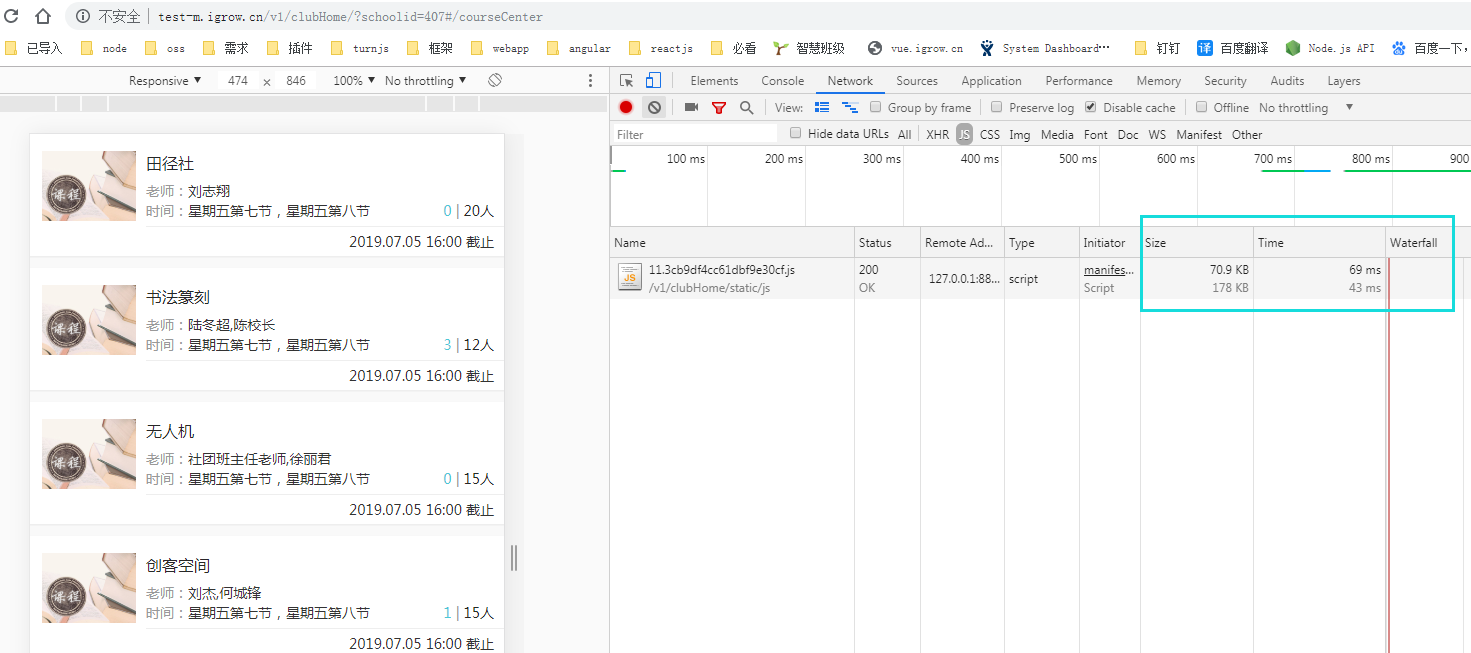 不安全 test-m.igrow.cn/v1/clubHome/?schoolid=407#/courseCenter
已导入 node oss 需求 插件 turnjs 框架 webapp angular reactjs 必看 智慧班级 vue.igrow.cn System Dashboard… 钉钉 译 百度翻译 Node.js API 百度一下,
Responsive 474 x 846 100% No throttling
Elements Console Network Sources Application Performance Memory Security Audits Layers
View: Group by frame Preserve log Disable cache Offline No throttling
Filter Hide data URLs All XHR JS CSS Img Media Font Doc WS Manifest Other
100 ms 200 ms 300 ms 400 ms 500 ms 600 ms 700 ms 800 ms 900
Name Status Remote Ad... Type Initiator Size Time Waterfall
JS 11.3cb9df4cc61dbf9e30cf.js 200 127.0.0.1:88... script manifes... 70.9 KB 69 ms
/v1/clubHome/static/js OK Script 178 KB 43 ms
课程
田径社
老师：刘志翔
时间：星期五第七节，星期五第八节 0 | 20人
2019.07.05 16:00 截止
课程
书法篆刻
老师：陆冬超,陈校长
时间：星期五第七节，星期五第八节 3 | 12人
2019.07.05 16:00 截止
课程
无人机
老师：社团班主任老师,徐丽君
时间：星期五第七节，星期五第八节 0 | 15人
2019.07.05 16:00 截止
课程
创客空间
老师：刘杰,何城锋
时间：星期五第七节，星期五第八节 1 | 15人
2019.07.05 16:00 截止